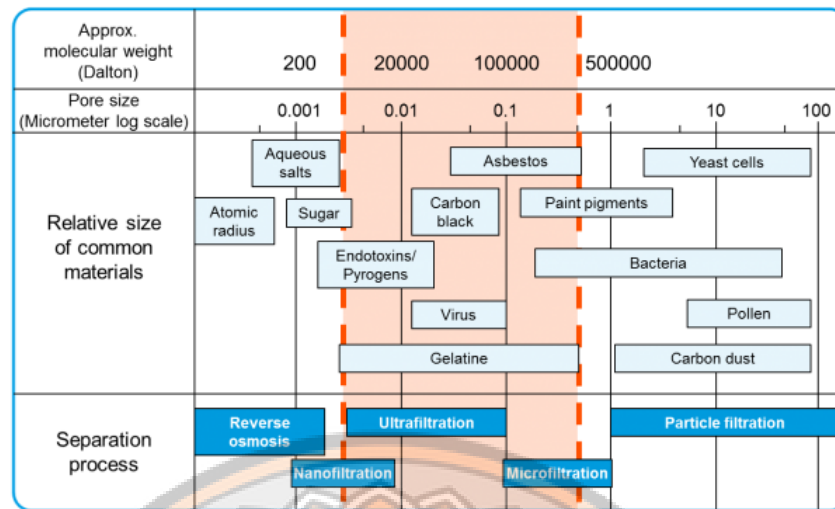 Approx.
molecular weight
(Dalton)
200
20000
100000
500000
Pore size
(Micrometer log scale)
0.001
0.01
0.1
1
10
100
Relative size
of common
materials
Aqueous
salts
Asbestos
Yeast cells
Atomic
radius
Sugar
Carbon
black
Paint pigments
Endotoxins/
Pyrogens
Bacteria
Virus
Pollen
Gelatine
Carbon dust
Separation
process
Reverse
osmosis
Ultrafiltration
Particle filtration
Nanofiltration
Microfiltration